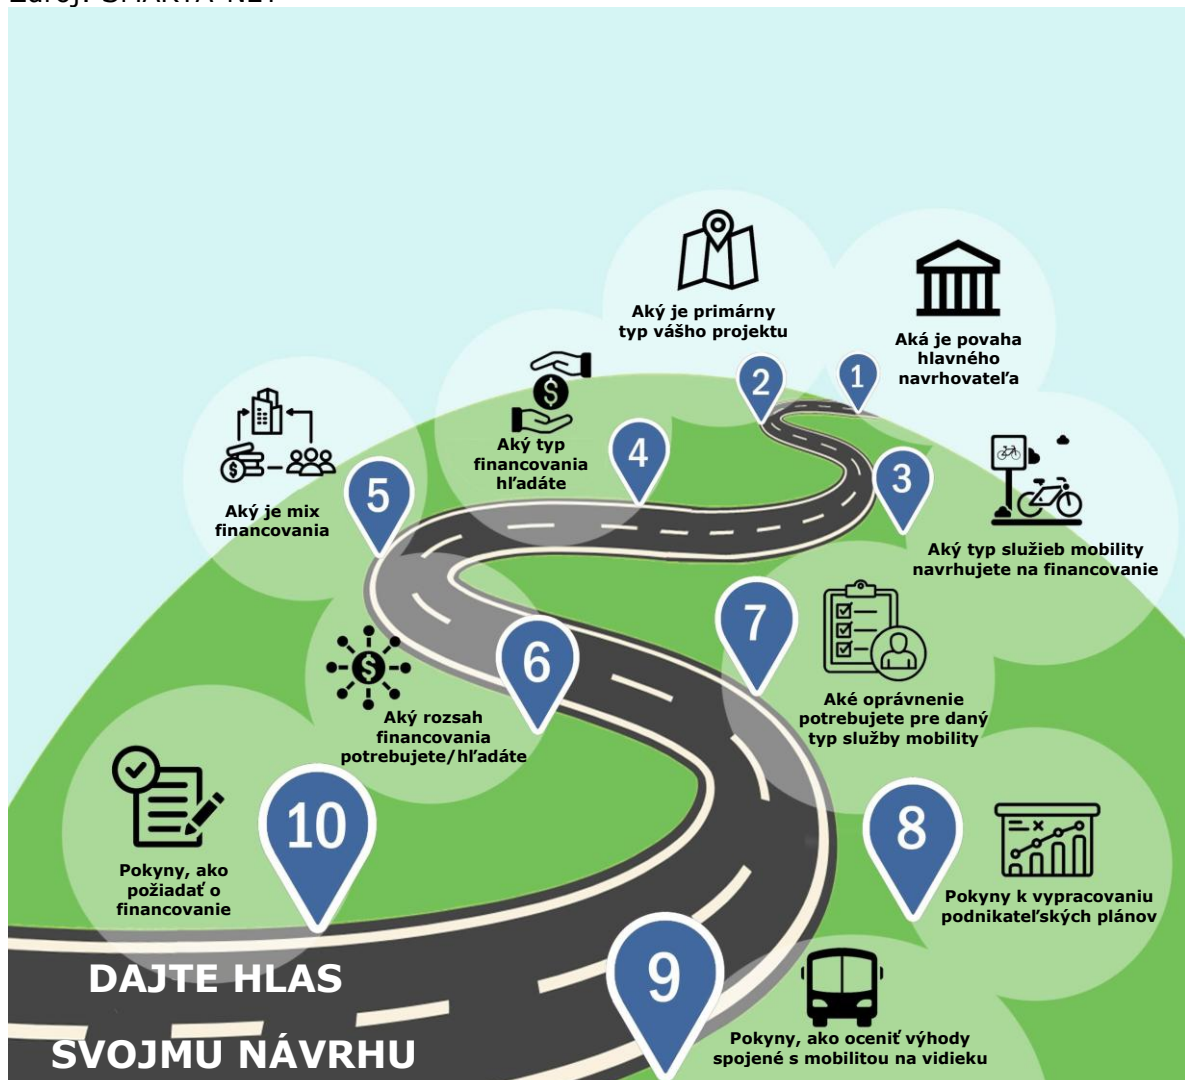 Zdroj: SMARTA-NET
1
Aká je povaha
hlavného
navrhovateľa
2
Aký je primárny
typ vášho projektu
3
Aký typ služieb mobility
navrhujete na financovanie
4
Aký typ
financovania
hľadáte
5
Aký je mix
financovania
6
Aký rozsah
financovania
potrebujete/hľadáte
7
Aké oprávnenie
potrebujete pre daný
typ služby mobility
8
Pokyny k vypracovaniu
podnikateľských plánov
9
Pokyny, ako oceniť výhody
spojené s mobilitou na vidieku
10
Pokyny, ako
požiadať o
financovanie
DAJTE HLAS
SVOJMU NÁVRHU